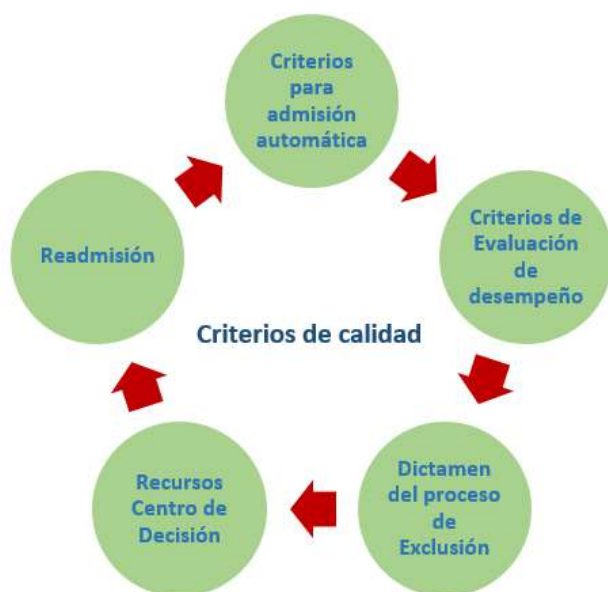 Criterios
para
admisión
automática
Criterios de
Evaluación
de
desempeño
Dictamen
del proceso
de
Exclusión
Recursos
Centro de
Decisión
Readmisión
Criterios de calidad